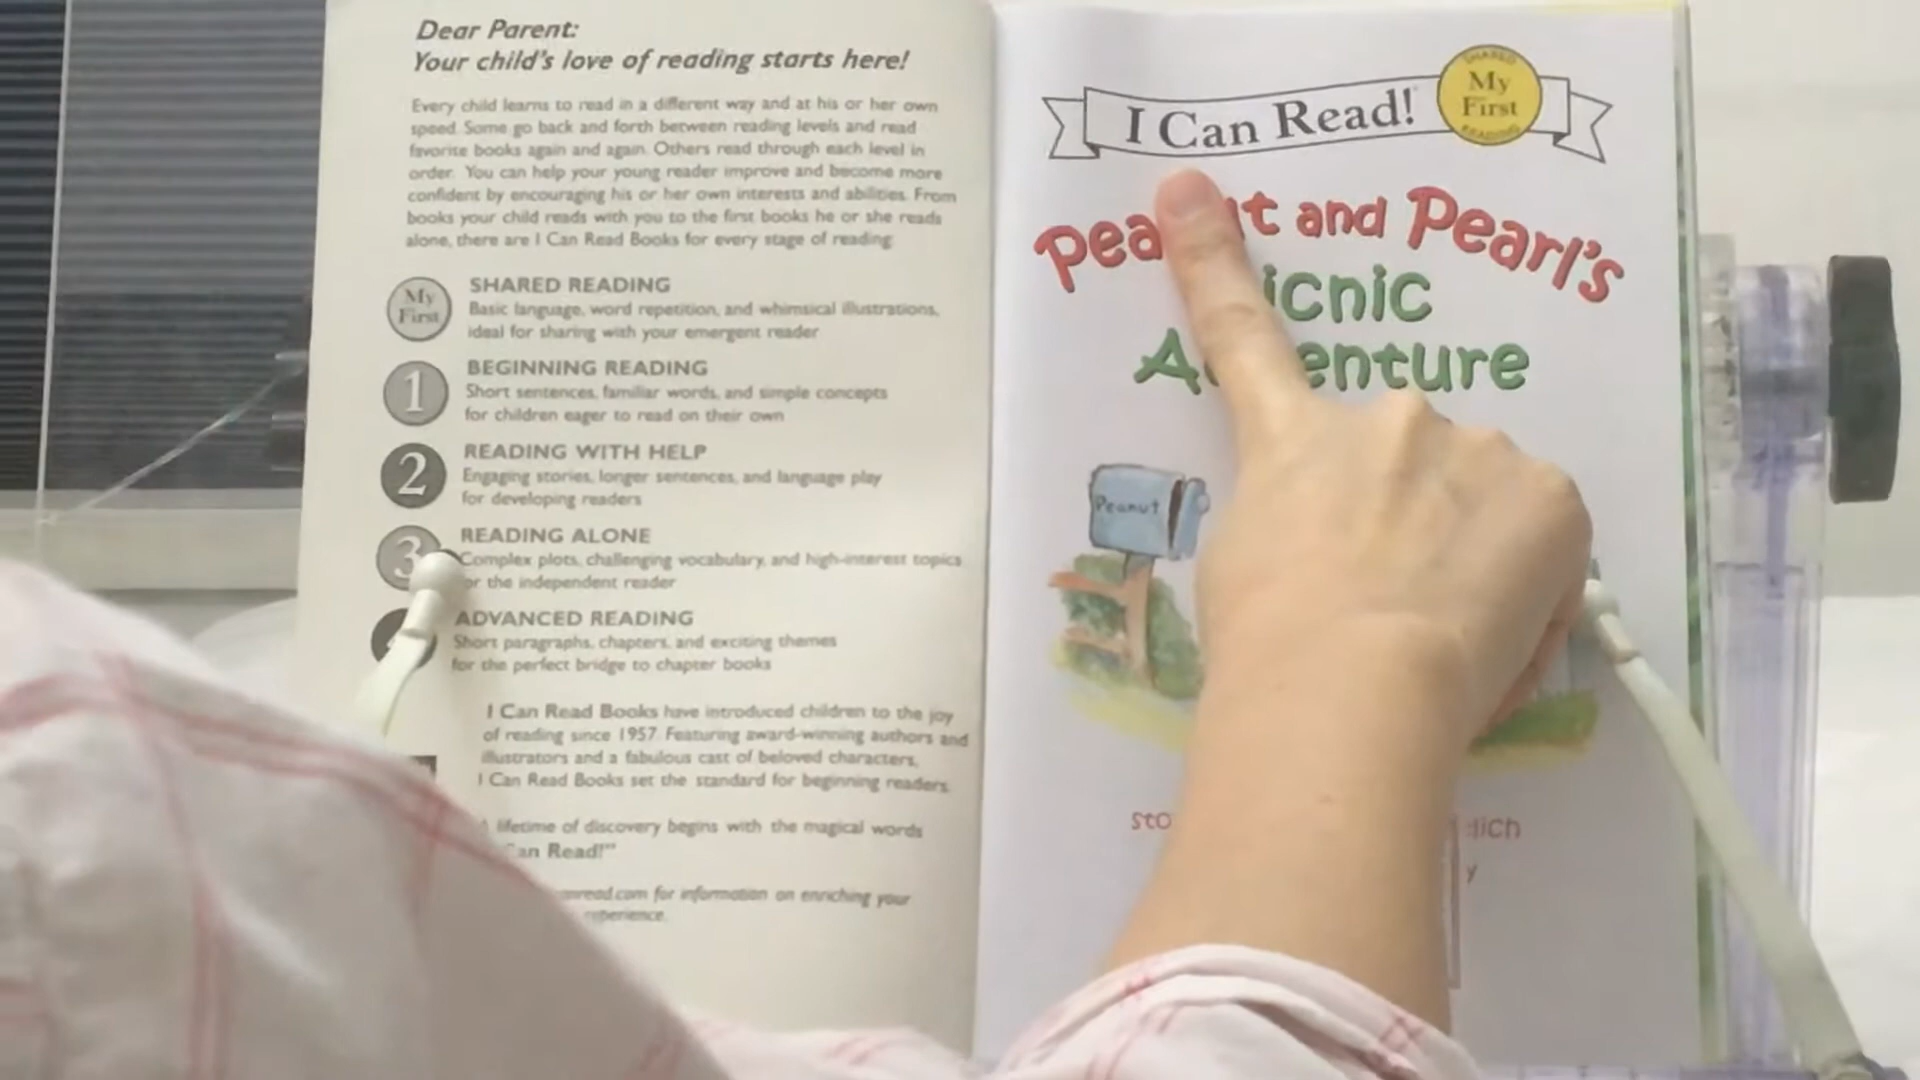 Dear Parent:
Your child's love of reading starts here!
Every child learns to read in a different way and at his or her own
speed. Some go back and forth between reading levels and read
favorite books again and again. Others read through each level in
order. You can help your young reader improve and become more
confident by encouraging his or her own interests and abilities. From
books your child reads with you to the first books he or she reads
alone, there are I Can Read Books for every stage of reading:
My
First
SHARED READING
Basic language, word repetition, and whimsical illustrations,
ideal for sharing with your emergent reader
1
BEGINNING READING
Short sentences, familiar words, and simple concepts
for children eager to read on their own
2
READING WITH HELP
Engaging stories, longer sentences, and language play
for developing readers
3
READING ALONE
Complex plots, challenging vocabulary, and high-interest topics
the independent reader
ADVANCED READING
Short paragraphs, chapters, and exciting themes
for the perfect bridge to chapter books
I Can Read Books have introduced children to the joy
of reading since 1957. Featuring award-winning authors and
illustrators and a fabulous cast of beloved characters,
I Can Read Books set the standard for beginning readers.
lifetime of discovery begins with the magical words
Can Read!"
for information on enriching your
I Can Read!
SHARED
My
First
READING
and Pearl's
Peanut